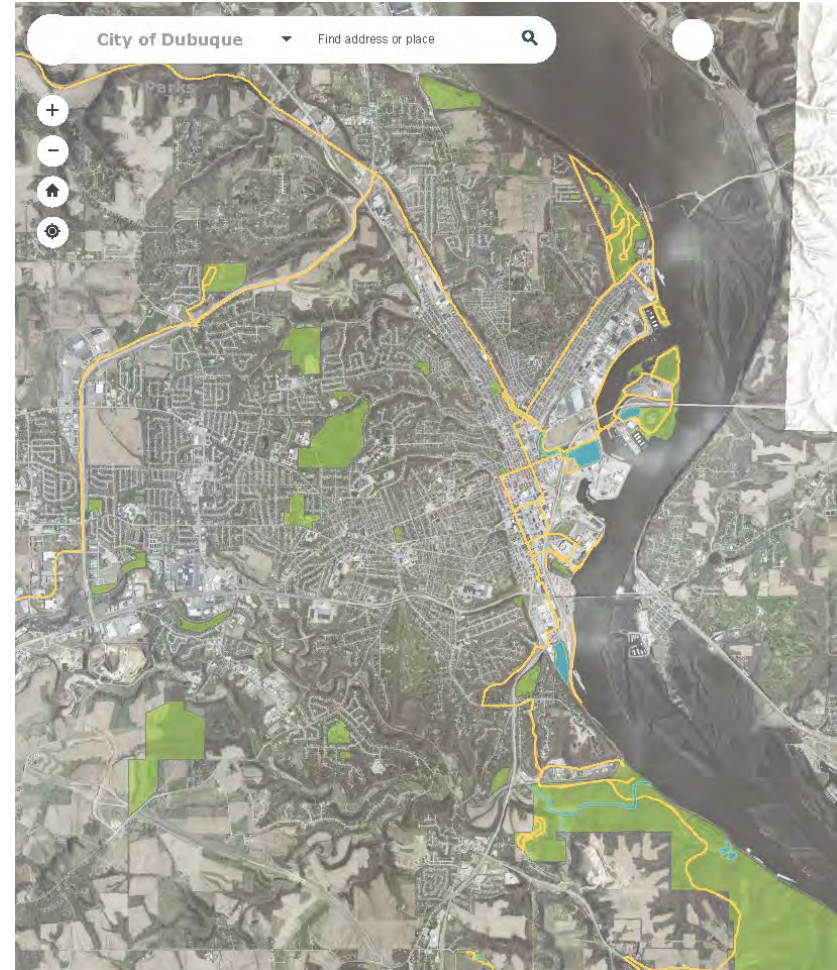 City of Dubuque
Find address or place
Parks
+
−